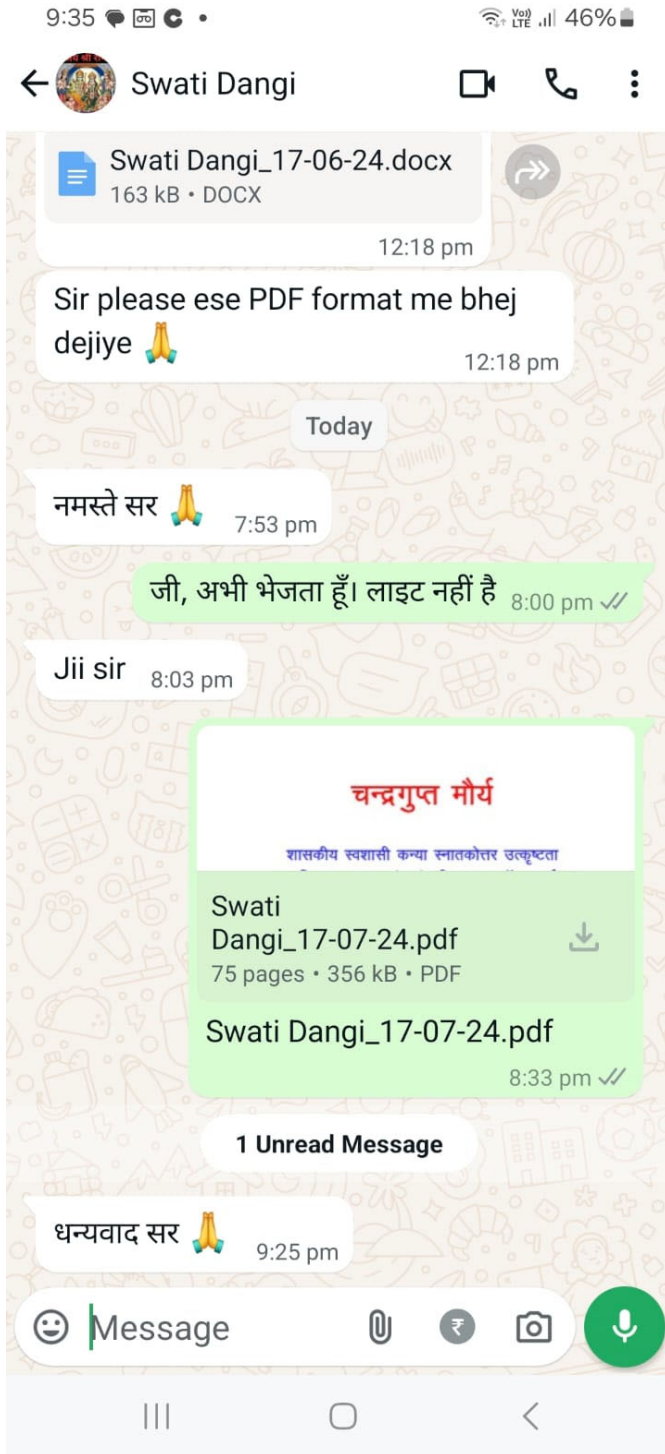 9:35
Vo))
LTE
46%
Swati Dangi
Swati Dangi_17-06-24.docx
163 kB • DOCX
12:18 pm
Sir please ese PDF format me bhej
dejiye 🙏
12:18 pm
Today
नमस्ते सर 🙏 7:53 pm
जी, अभी भेजता हूँ। लाइट नहीं है 8:00 pm
Jii sir 8:03 pm
चन्द्रगुप्त मौर्य
शासकीय स्वशासी कन्या स्नातकोत्तर उत्कृष्टता
Swati
Dangi_17-07-24.pdf
75 pages • 356 kB • PDF
Swati Dangi_17-07-24.pdf
8:33 pm
1 Unread Message
धन्यवाद सर 🙏 9:25 pm
Message
₹